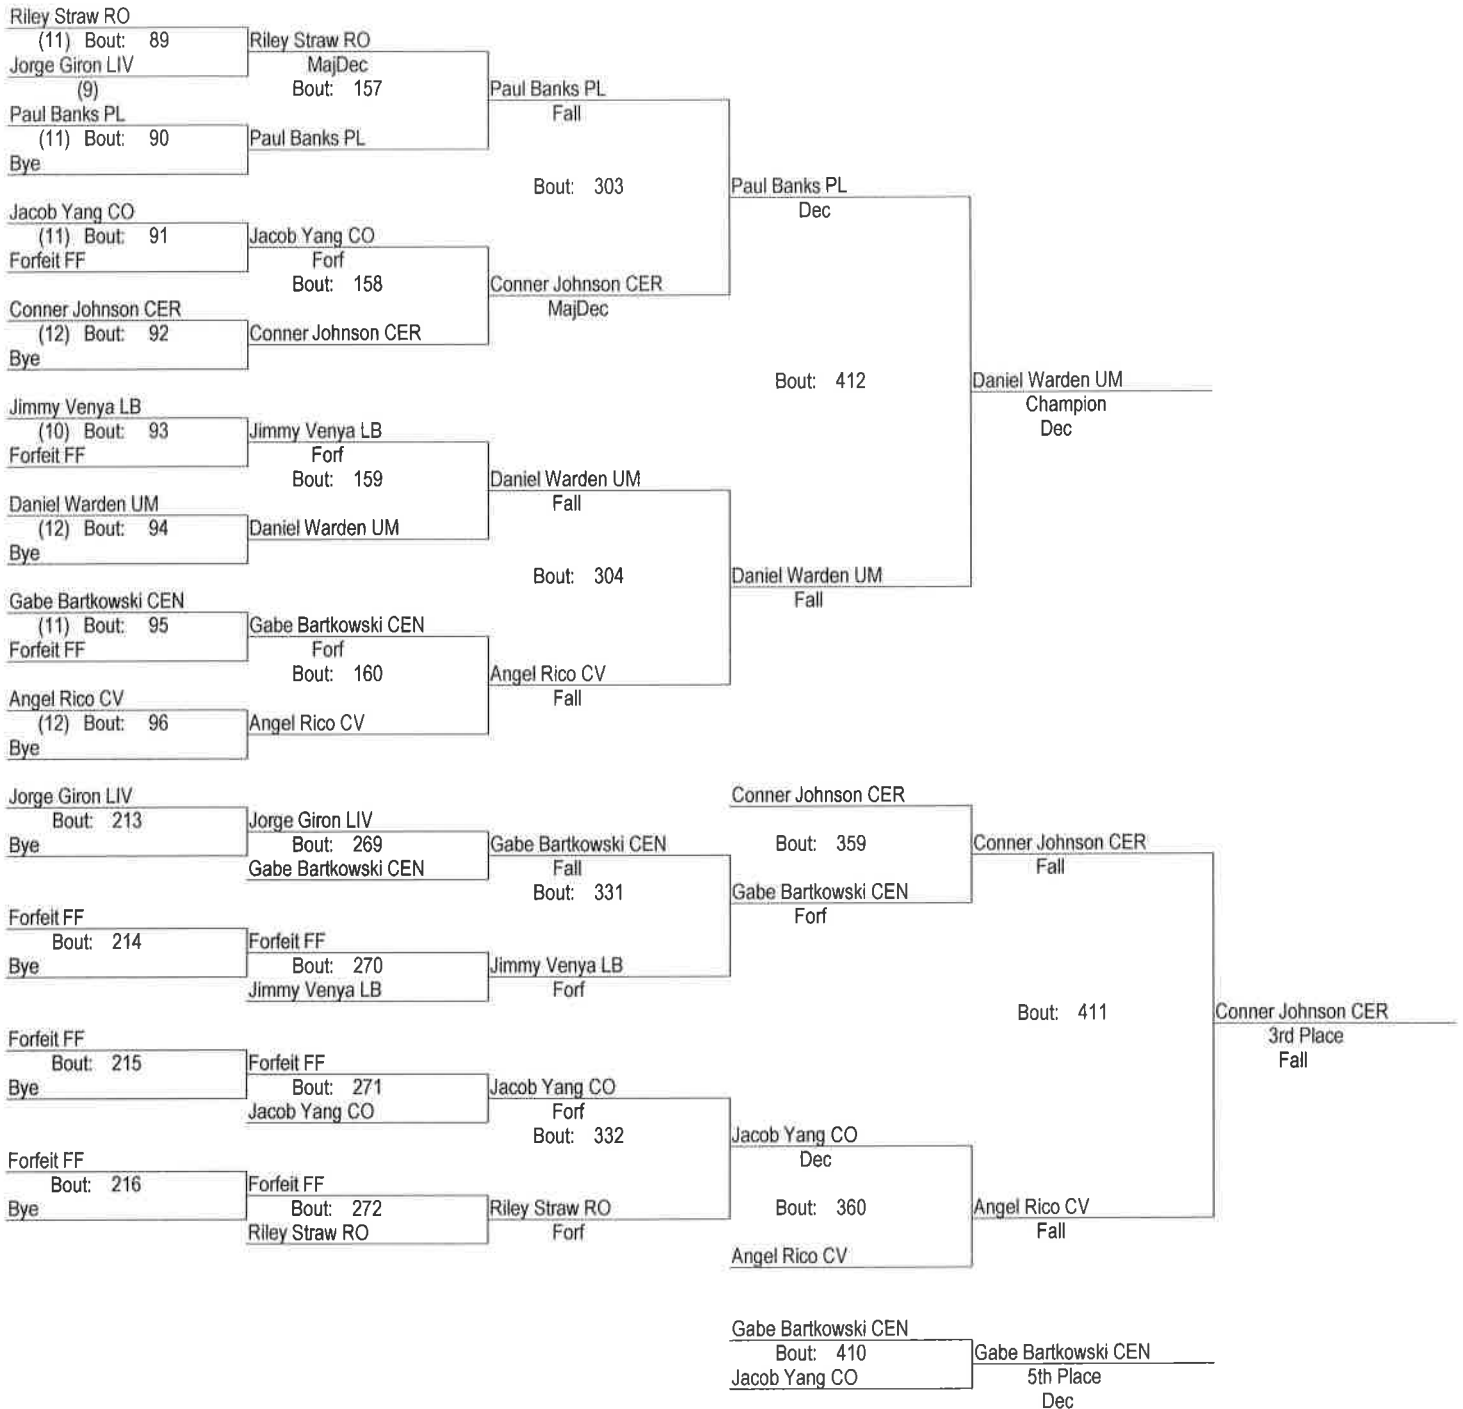 Riley Straw RO
(11) Bout: 89
Jorge Giron LIV
(9)
Paul Banks PL
(11) Bout: 90
Bye
Jacob Yang CO
(11) Bout: 91
Forfeit FF
Conner Johnson CER
(12) Bout: 92
Bye
Jimmy Venya LB
(10) Bout: 93
Forfeit FF
Daniel Warden UM
(12) Bout: 94
Bye
Gabe Bartkowski CEN
(11) Bout: 95
Forfeit FF
Angel Rico CV
(12) Bout: 96
Bye
Riley Straw RO
MajDec
Bout: 157
Paul Banks PL
Jacob Yang CO
Forf
Bout: 158
Conner Johnson CER
Jimmy Venya LB
Forf
Bout: 159
Daniel Warden UM
Gabe Bartkowski CEN
Forf
Bout: 160
Angel Rico CV
Paul Banks PL
Fall
Bout: 303
Conner Johnson CER
MajDec
Daniel Warden UM
Fall
Bout: 304
Angel Rico CV
Fall
Paul Banks PL
Dec
Bout: 412
Daniel Warden UM
Fall
Daniel Warden UM
Champion
Dec
Jorge Giron LIV
Bout: 213
Bye
Forfeit FF
Bout: 214
Bye
Forfeit FF
Bout: 215
Bye
Forfeit FF
Bout: 216
Bye
Jorge Giron LIV
Bout: 269
Gabe Bartkowski CEN
Forfeit FF
Bout: 270
Jimmy Venya LB
Forfeit FF
Bout: 271
Jacob Yang CO
Forfeit FF
Bout: 272
Riley Straw RO
Gabe Bartkowski CEN
Fall
Bout: 331
Jimmy Venya LB
Forf
Jacob Yang CO
Forf
Bout: 332
Riley Straw RO
Forf
Conner Johnson CER
Bout: 359
Gabe Bartkowski CEN
Forf
Jacob Yang CO
Dec
Bout: 360
Angel Rico CV
Conner Johnson CER
Fall
Bout: 411
Angel Rico CV
Fall
Conner Johnson CER
3rd Place
Fall
Gabe Bartkowski CEN
Bout: 410
Jacob Yang CO
Gabe Bartkowski CEN
5th Place
Dec